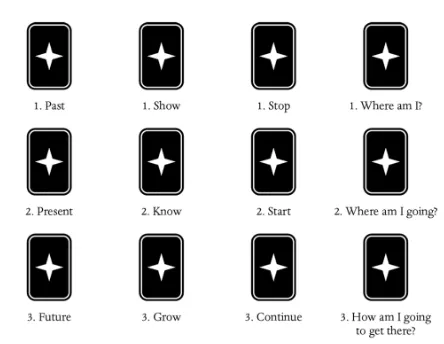 1. Past
1. Show
1. Stop
1. Where am I?
2. Present
2. Know
2. Start
2. Where am I going?
3. Future
3. Grow
3. Continue
3. How am I going
to get there?